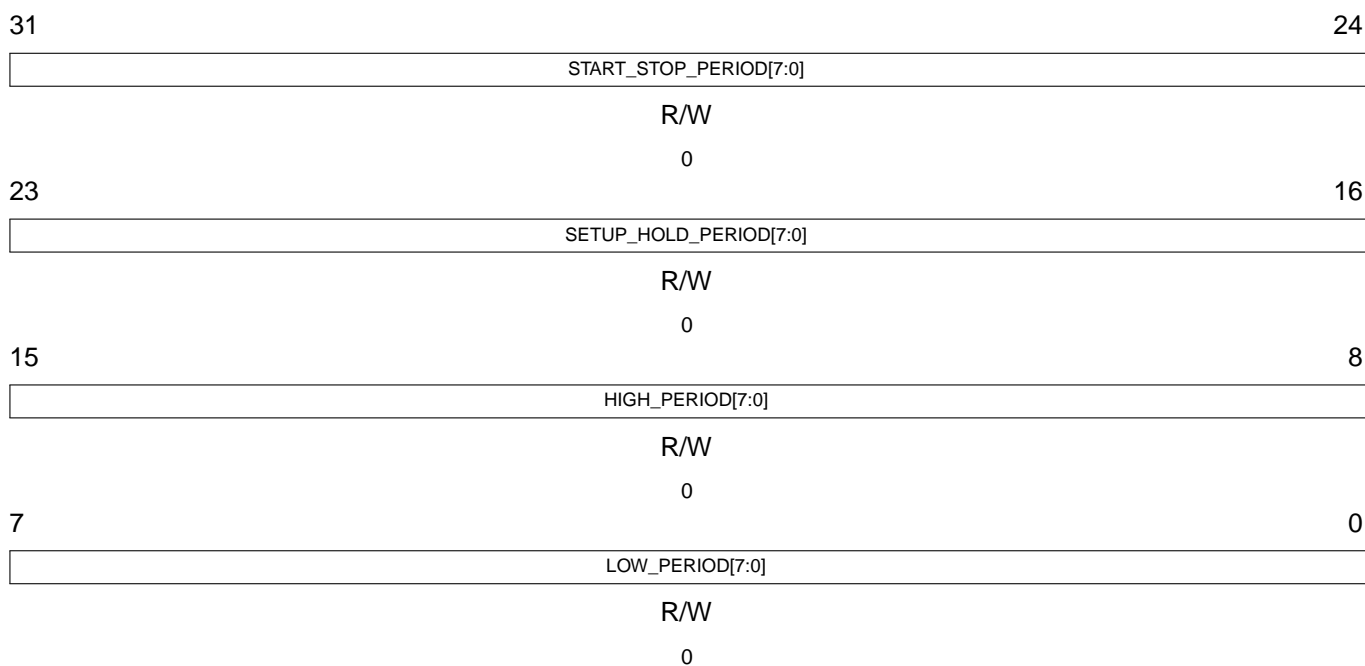 31 24
START_STOP_PERIOD[7:0]
R/W
0
23 16
SETUP_HOLD_PERIOD[7:0]
R/W
0
15 8
HIGH_PERIOD[7:0]
R/W
0
7 0
LOW_PERIOD[7:0]
R/W
0